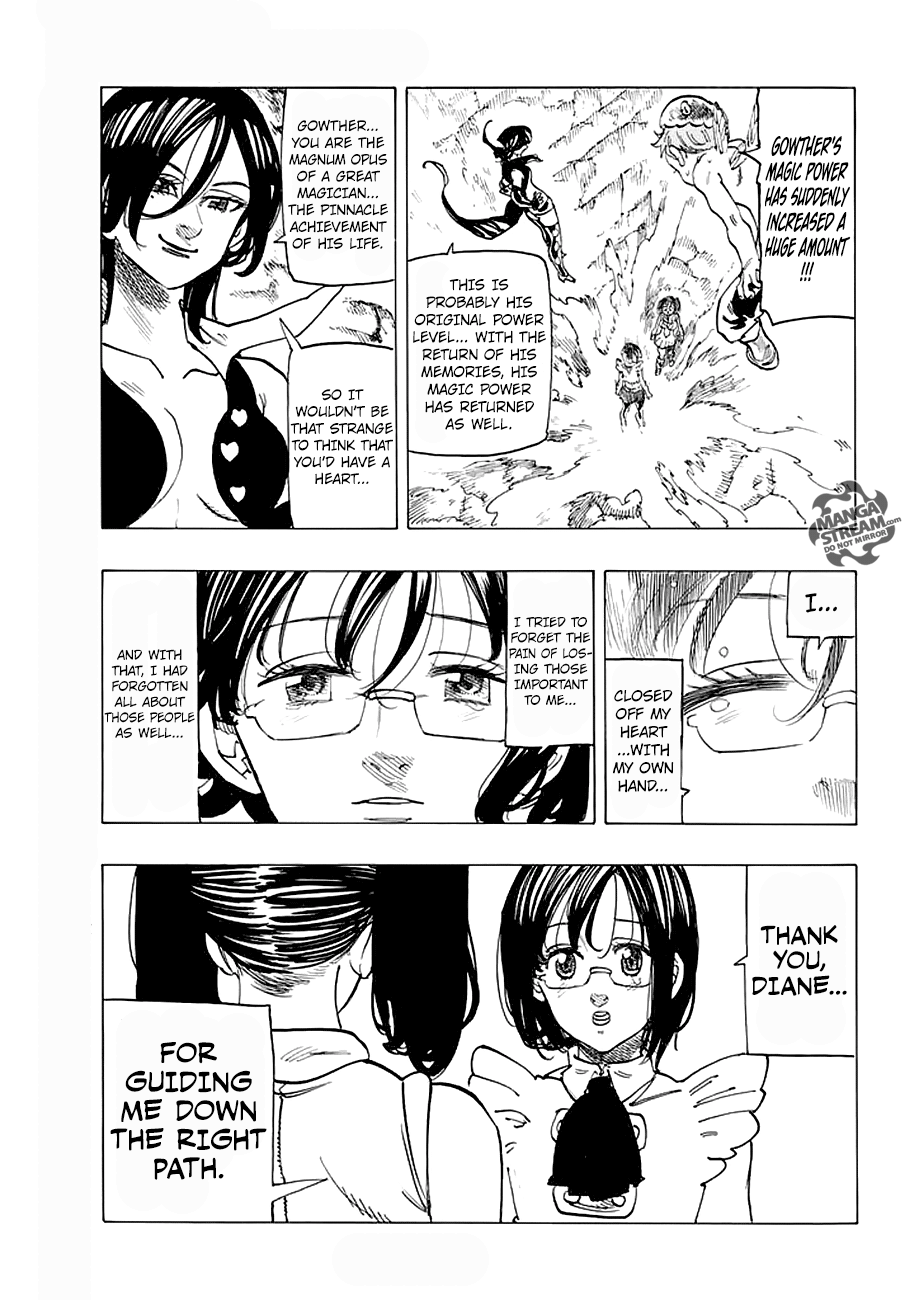 GOWTHER'S
MAGIC POWER
HAS SUDDENLY
INCREASED A
HUGE AMOUNT
!!!
THIS IS
PROBABLY HIS
ORIGINAL POWER
LEVEL... WITH THE
RETURN OF HIS
MEMORIES, HIS
MAGIC POWER
HAS RETURNED
AS WELL.
GOWTHER...
YOU ARE THE
MAGNUM OPUS
OF A GREAT
MAGICIAN...
THE PINNACLE
ACHIEVEMENT
OF HIS LIFE.
SO IT
WOULDN'T BE
THAT STRANGE
TO THINK THAT
YOU'D HAVE A
HEART...
MANGA
STREAM.com
DO NOT MIRROR
I...
CLOSED
OFF MY
HEART
...WITH
MY OWN
HAND...
I TRIED TO
FORGET THE
PAIN OF LOS-
ING THOSE
IMPORTANT
TO ME...
AND WITH
THAT, I HAD
FORGOTTEN
ALL ABOUT
THOSE PEOPLE
AS WELL...
THANK
YOU,
DIANE...
FOR
GUIDING
ME DOWN
THE RIGHT
PATH.